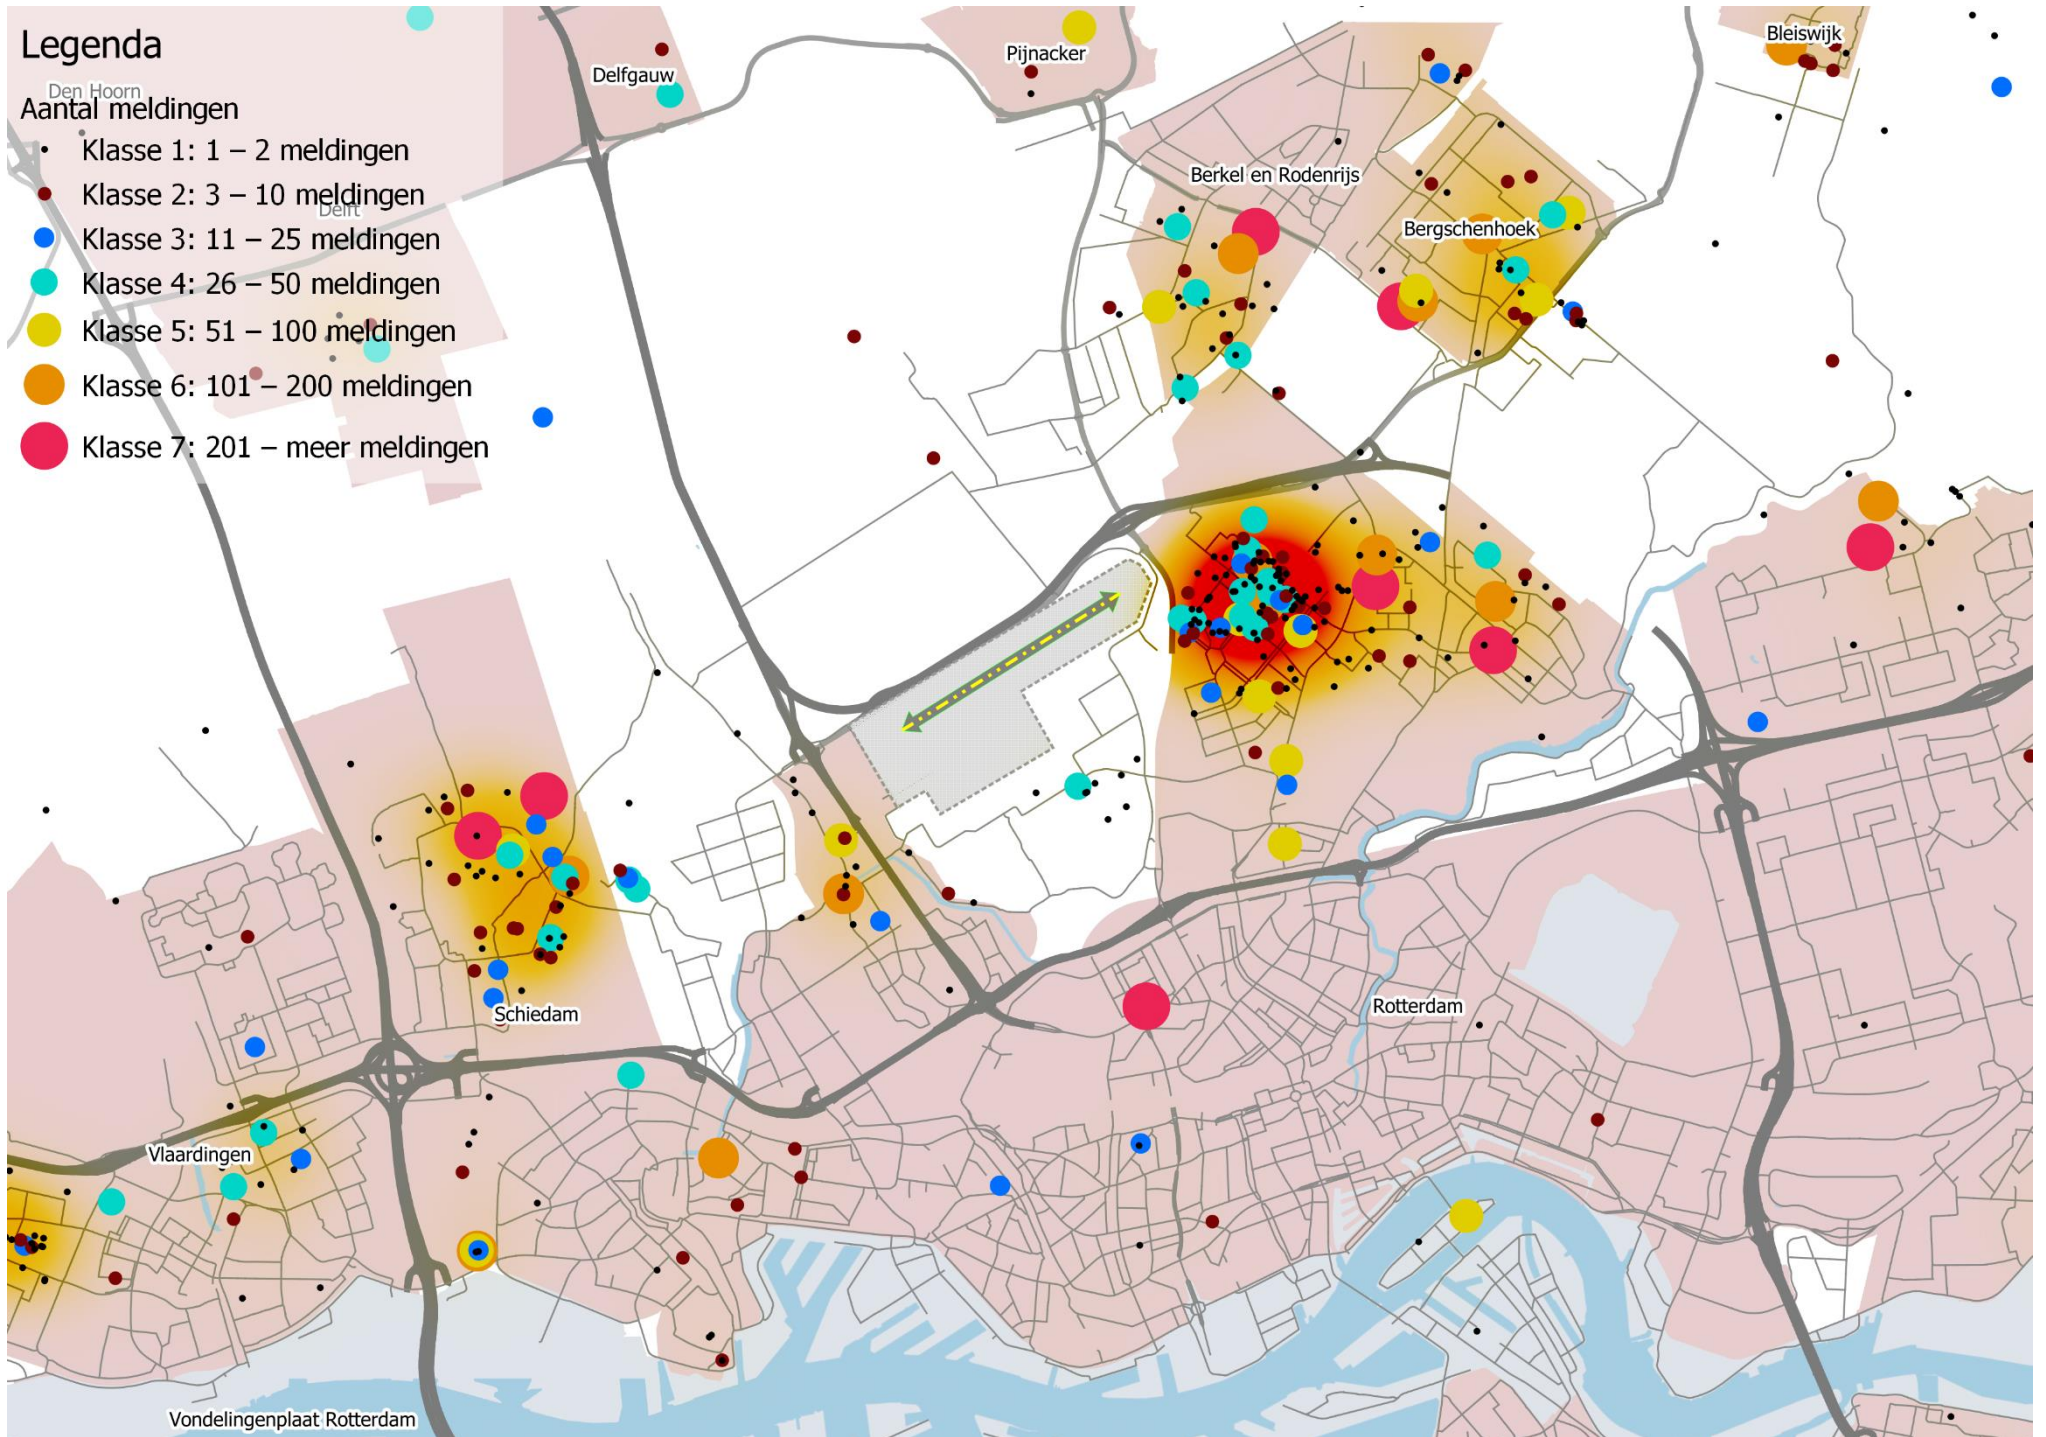 Legenda
Den Hoorn
Aantal meldingen
Klasse 1: 1 – 2 meldingen
Klasse 2: 3 – 10 meldingen
Delft
Klasse 3: 11 – 25 meldingen
Klasse 4: 26 – 50 meldingen
Klasse 5: 51 – 100 meldingen
Klasse 6: 101 – 200 meldingen
Klasse 7: 201 – meer meldingen
Delfgauw
Pijnacker
Bleiswijk
Berkel en Rodenrijs
Bergschenhoek
Schiedam
Rotterdam
Vlaardingen
Vondelingenplaat Rotterdam